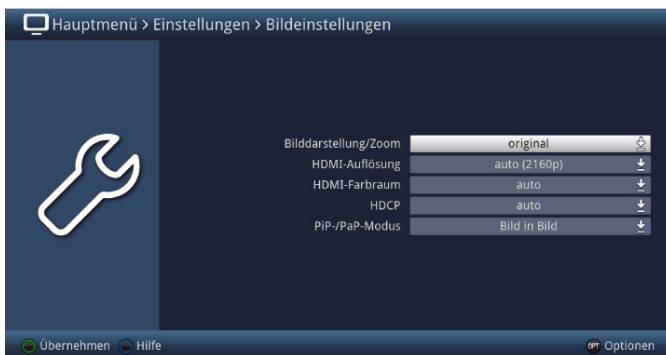 Hauptmenü > Einstellungen > Bildeinstellungen
Bilddarstellung/Zoom original
HDMI-Auflösung auto (2160p)
HDMI-Farbraum auto
HDCP auto
PiP-/PaP-Modus Bild in Bild
Übernehmen Hilfe OPT Optionen